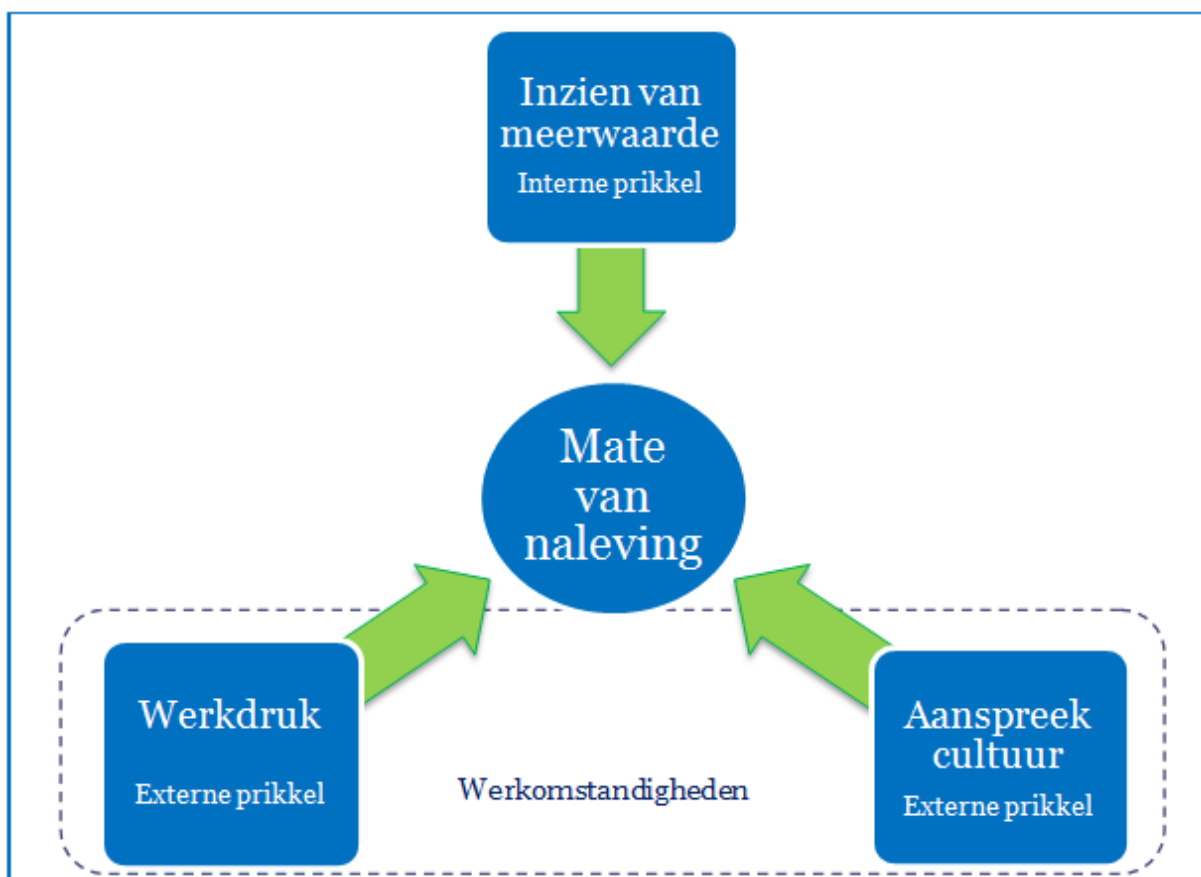 Inzien van
meerwaarde
Interne prikkel
Mate
van
naleving
Werkdruk
Externe prikkel
Werkomstandigheden
Aanspreek
cultuur
Externe prikkel